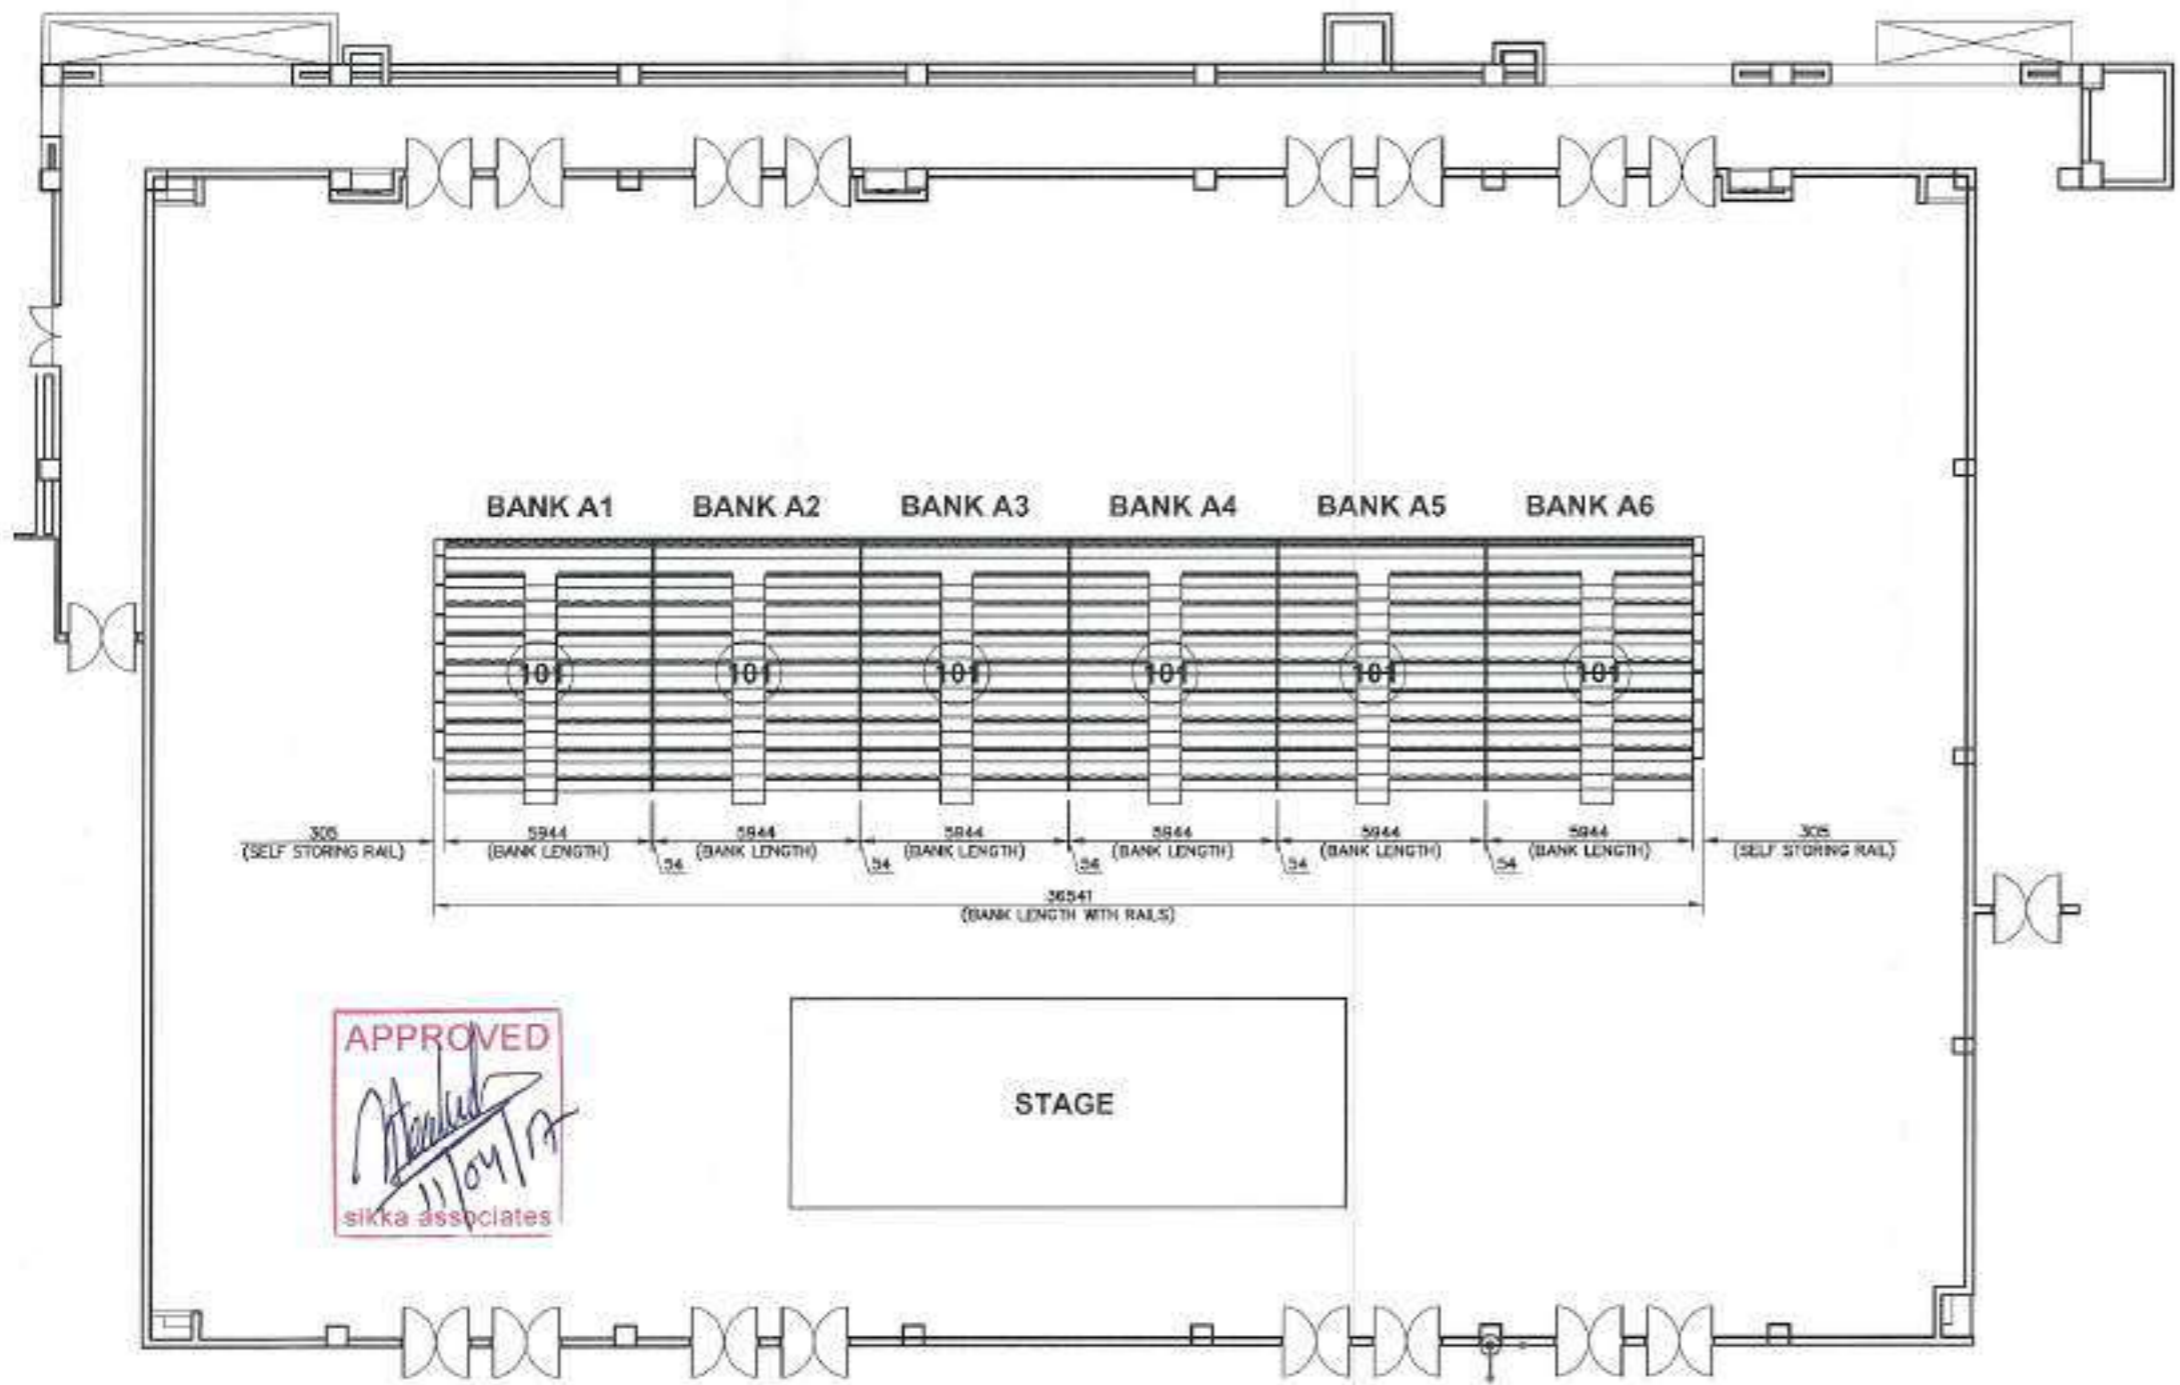 BANK A1 BANK A2 BANK A3 BANK A4 BANK A5 BANK A6
101 101 101 101 101 101
305 5944 5944 5944 5944 5944 5944 305
(SELF STORING RAIL) (BANK LENGTH) (BANK LENGTH) (BANK LENGTH) (BANK LENGTH) (BANK LENGTH) (BANK LENGTH) (SELF STORING RAIL)
54 54 54 54 54
36541
(BANK LENGTH WITH RAILS)
APPROVED
11/04/17
sikka associates
STAGE